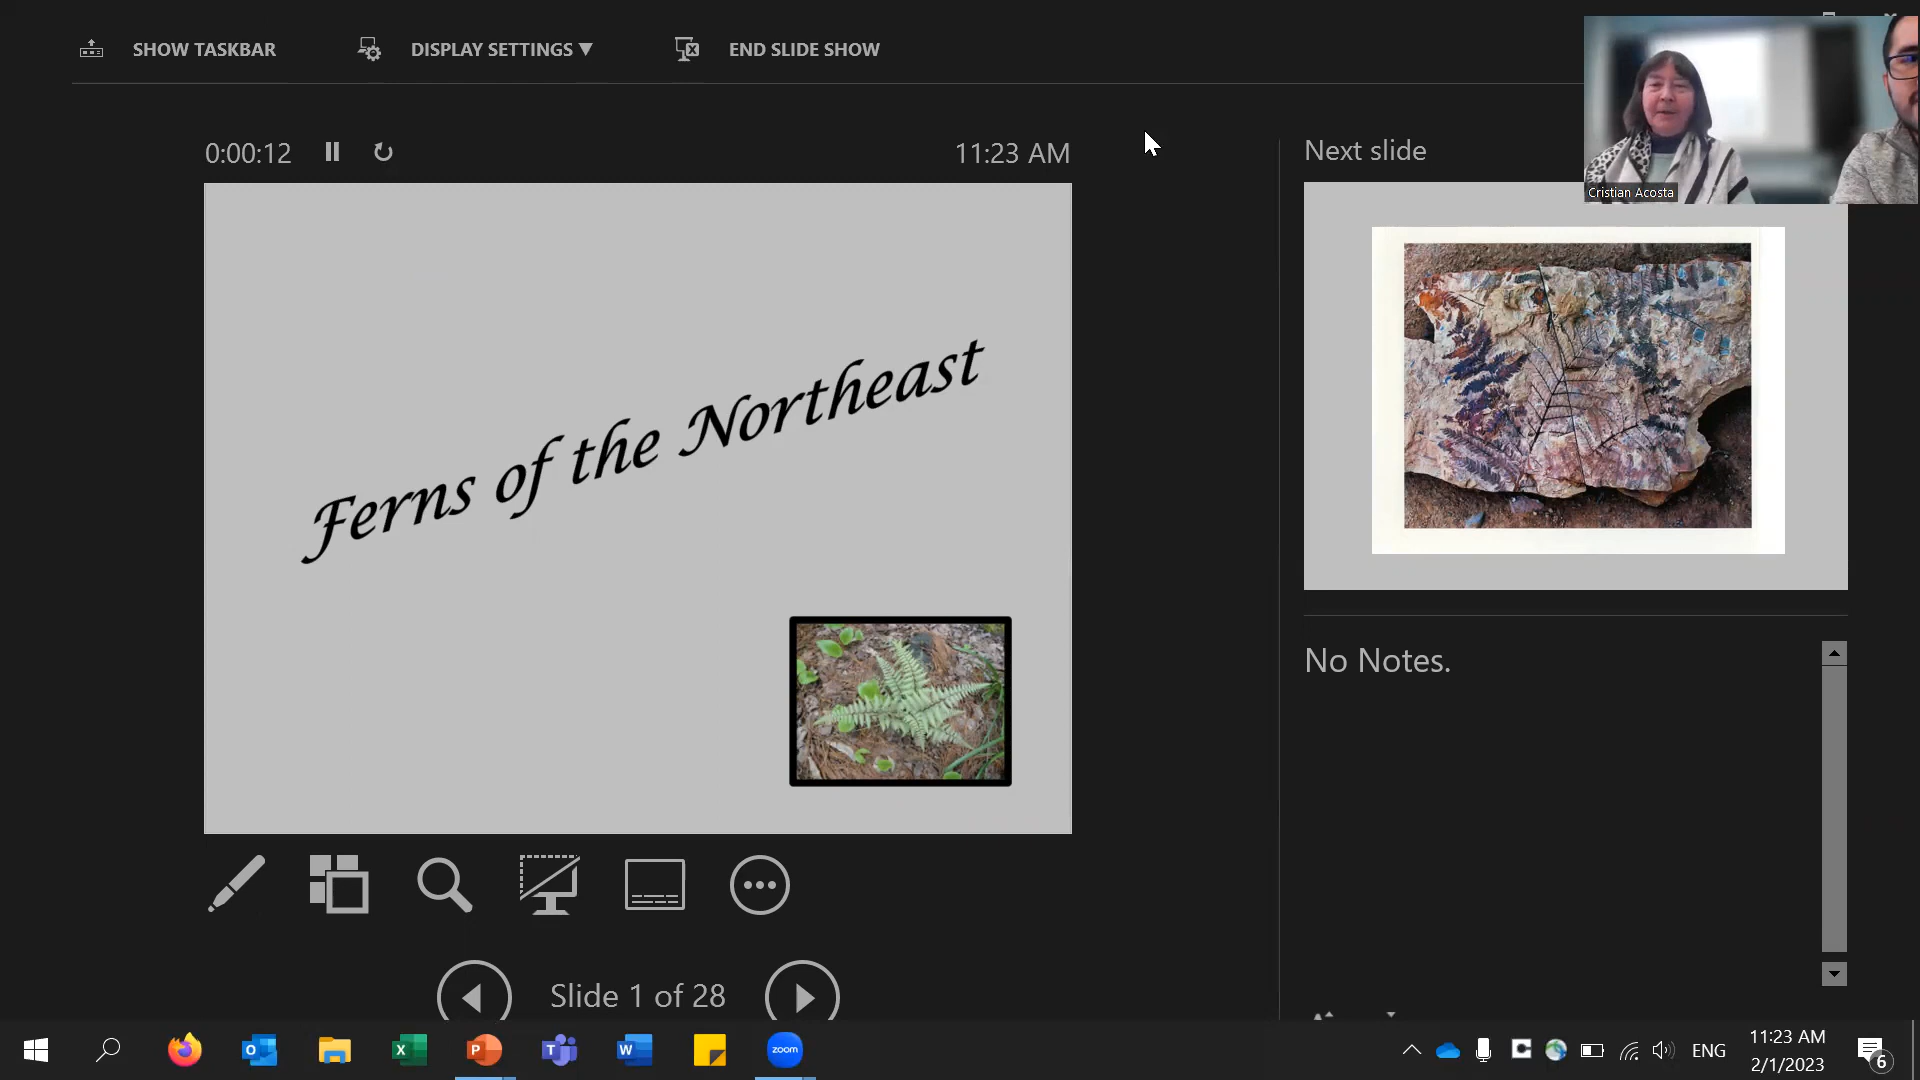 SHOW TASKBAR
DISPLAY SETTINGS ▼
END SLIDE SHOW
Cristian Acosta
0:00:12
11:23 AM
Next slide
Ferns of the Northeast
No Notes.
Slide 1 of 28
zoom
ENG
11:23 AM
2/1/2023
6